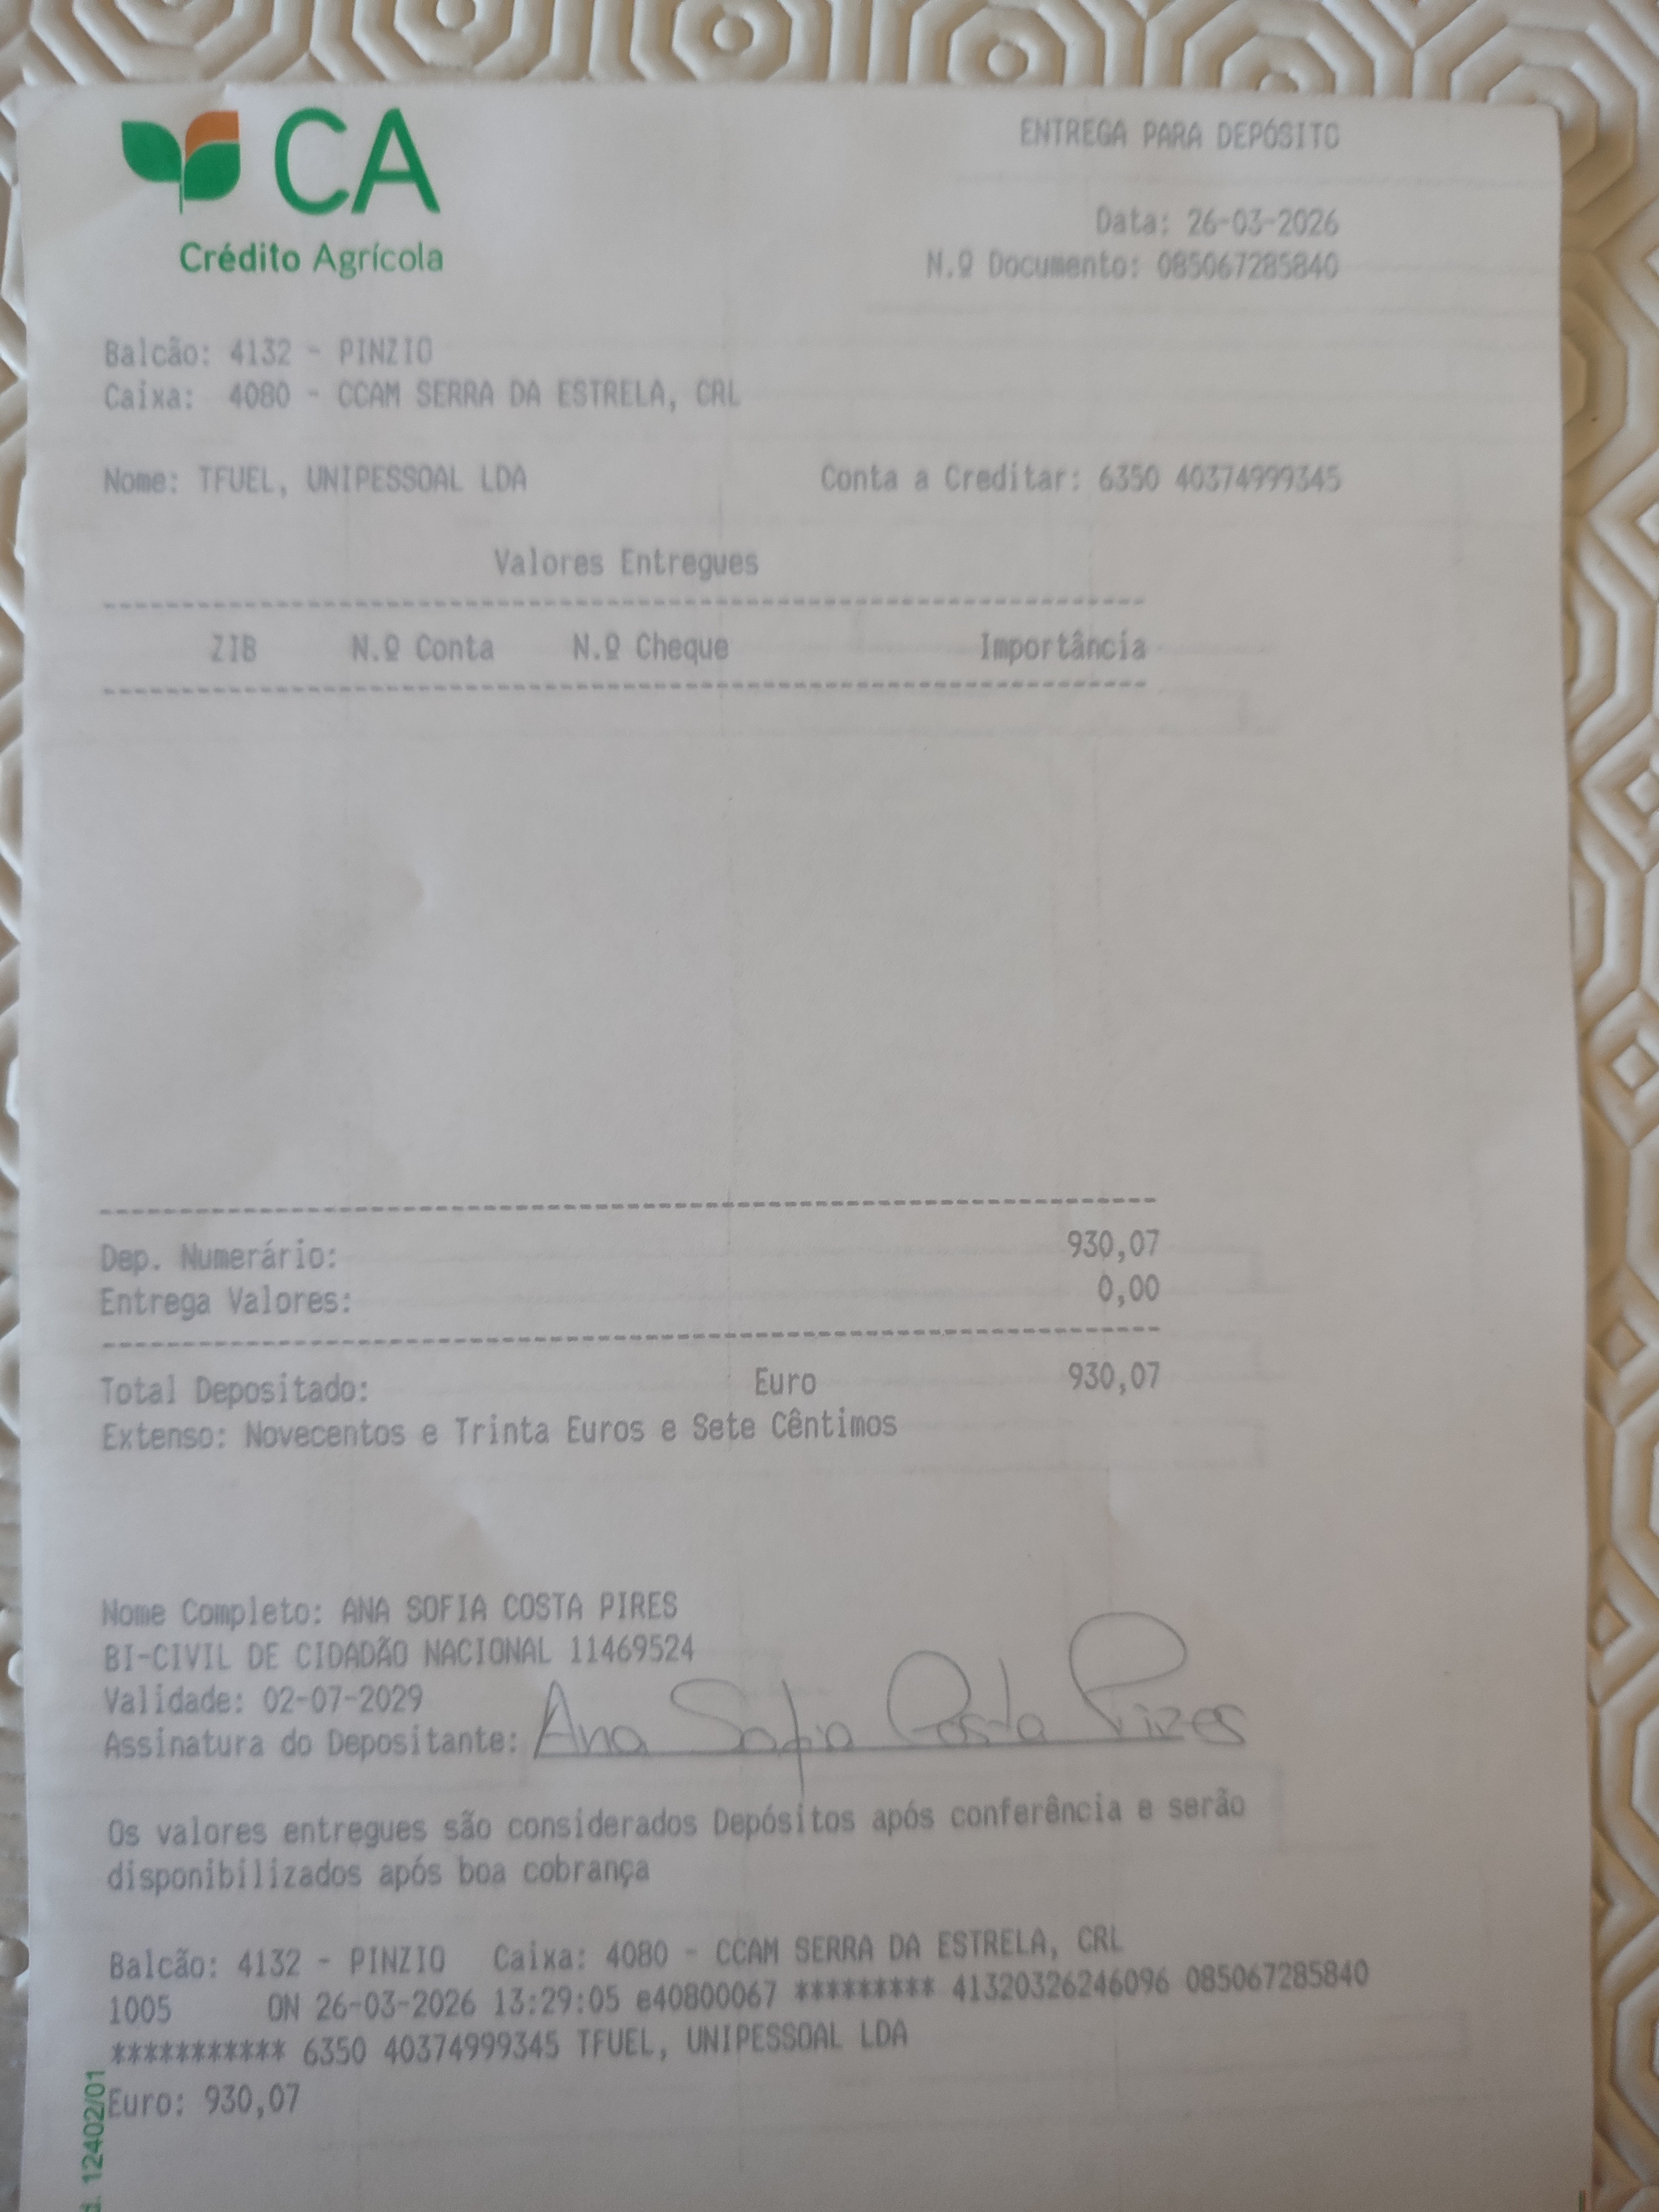 CA
Crédito Agrícola
ENTREGA PARA DEPÓSITO
Data: 26-03-2026
N.º Documento: 085067285840
Balcão: 4132 - PINZIO
Caixa: 4080 - CCAM SERRA DA ESTRELA, CRL
Nome: TFUEL, UNIPESSOAL LDA Conta a Creditar: 6350 40374999345
Valores Entregues
ZIB N.º Conta N.º Cheque Importância
Dep. Numerário: 930,07
Entrega Valores: 0,00
Total Depositado: Euro 930,07
Extenso: Novecentos e Trinta Euros e Sete Cêntimos
Nome Completo: ANA SOFIA COSTA PIRES
BI-CIVIL DE CIDADÃO NACIONAL 11469524
Validade: 02-07-2029
Assinatura do Depositante: Ana Sofia Costa Pires
Os valores entregues são considerados Depósitos após conferência e serão
disponibilizados após boa cobrança
Balcão: 4132 - PINZIO Caixa: 4080 - CCAM SERRA DA ESTRELA, CRL
1005 ON 26-03-2026 13:29:05 e40800067 ********* 41320326246096 085067285840
*********** 6350 40374999345 TFUEL, UNIPESSOAL LDA
Euro: 930,07
12402/01